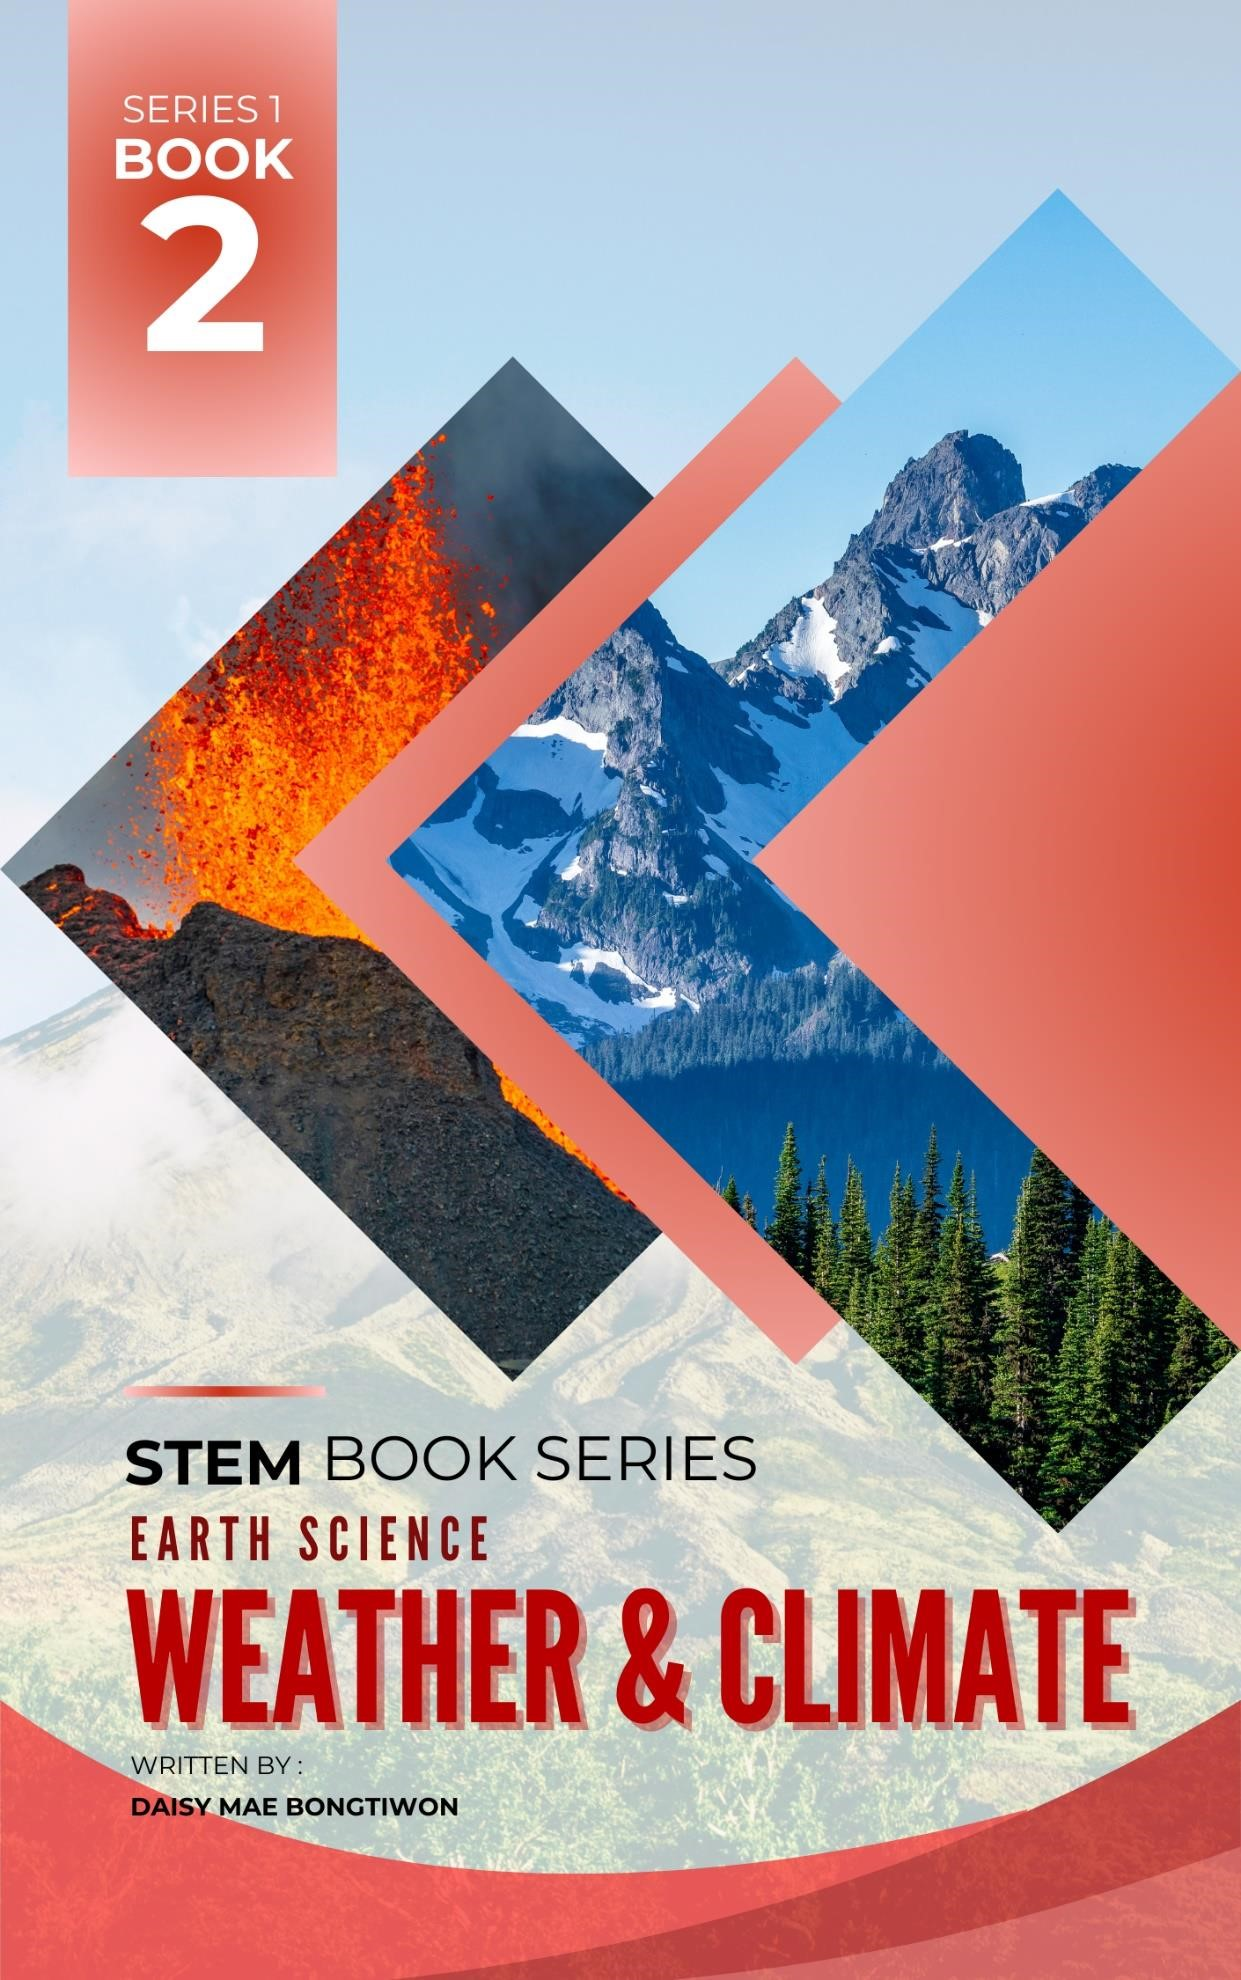 SERIES 1
BOOK
2
STEM BOOK SERIES
EARTH SCIENCE
WEATHER & CLIMATE
WRITTEN BY :
DAISY MAE BONGTIWON